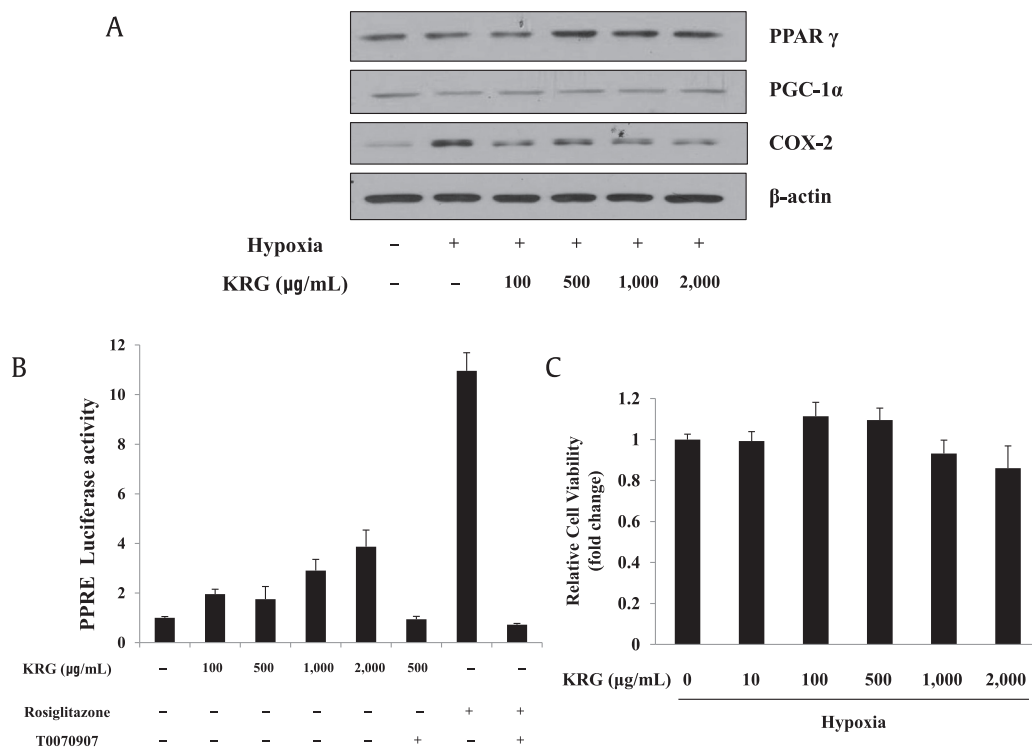 A
PPAR γ
PGC-1α
COX-2
β-actin
Hypoxia – + + + + +
KRG (μg/mL) – – 100 500 1,000 2,000
B
PPRE Luciferase activity
12
10
8
6
4
2
0
KRG (μg/mL) – 100 500 1,000 2,000 500 – –
Rosiglitazone – – – – – – + +
T0070907 – – – – – + – +
C
Relative Cell Viability
(fold change)
1.2
1
0.8
0.6
0.4
0.2
0
KRG (μg/mL) 0 10 100 500 1,000 2,000
Hypoxia